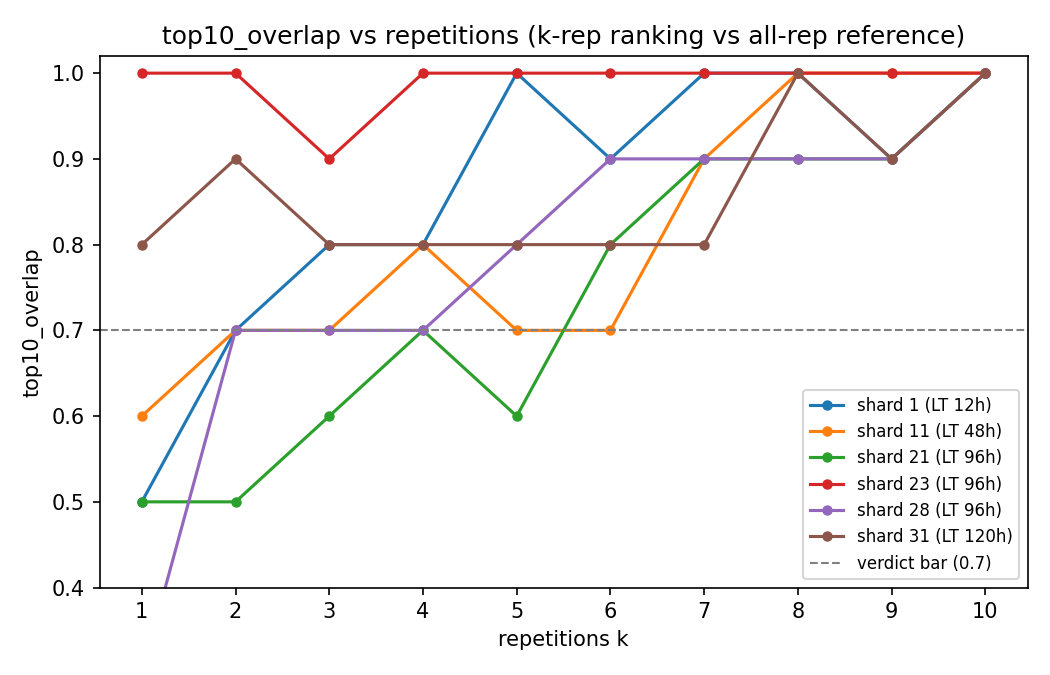 top10_overlap vs repetitions (k-rep ranking vs all-rep reference)
top10_overlap
1.0
0.9
0.8
0.7
0.6
0.5
0.4
shard 1 (LT 12h)
shard 11 (LT 48h)
shard 21 (LT 96h)
shard 23 (LT 96h)
shard 28 (LT 96h)
shard 31 (LT 120h)
verdict bar (0.7)
1 2 3 4 5 6 7 8 9 10
repetitions k